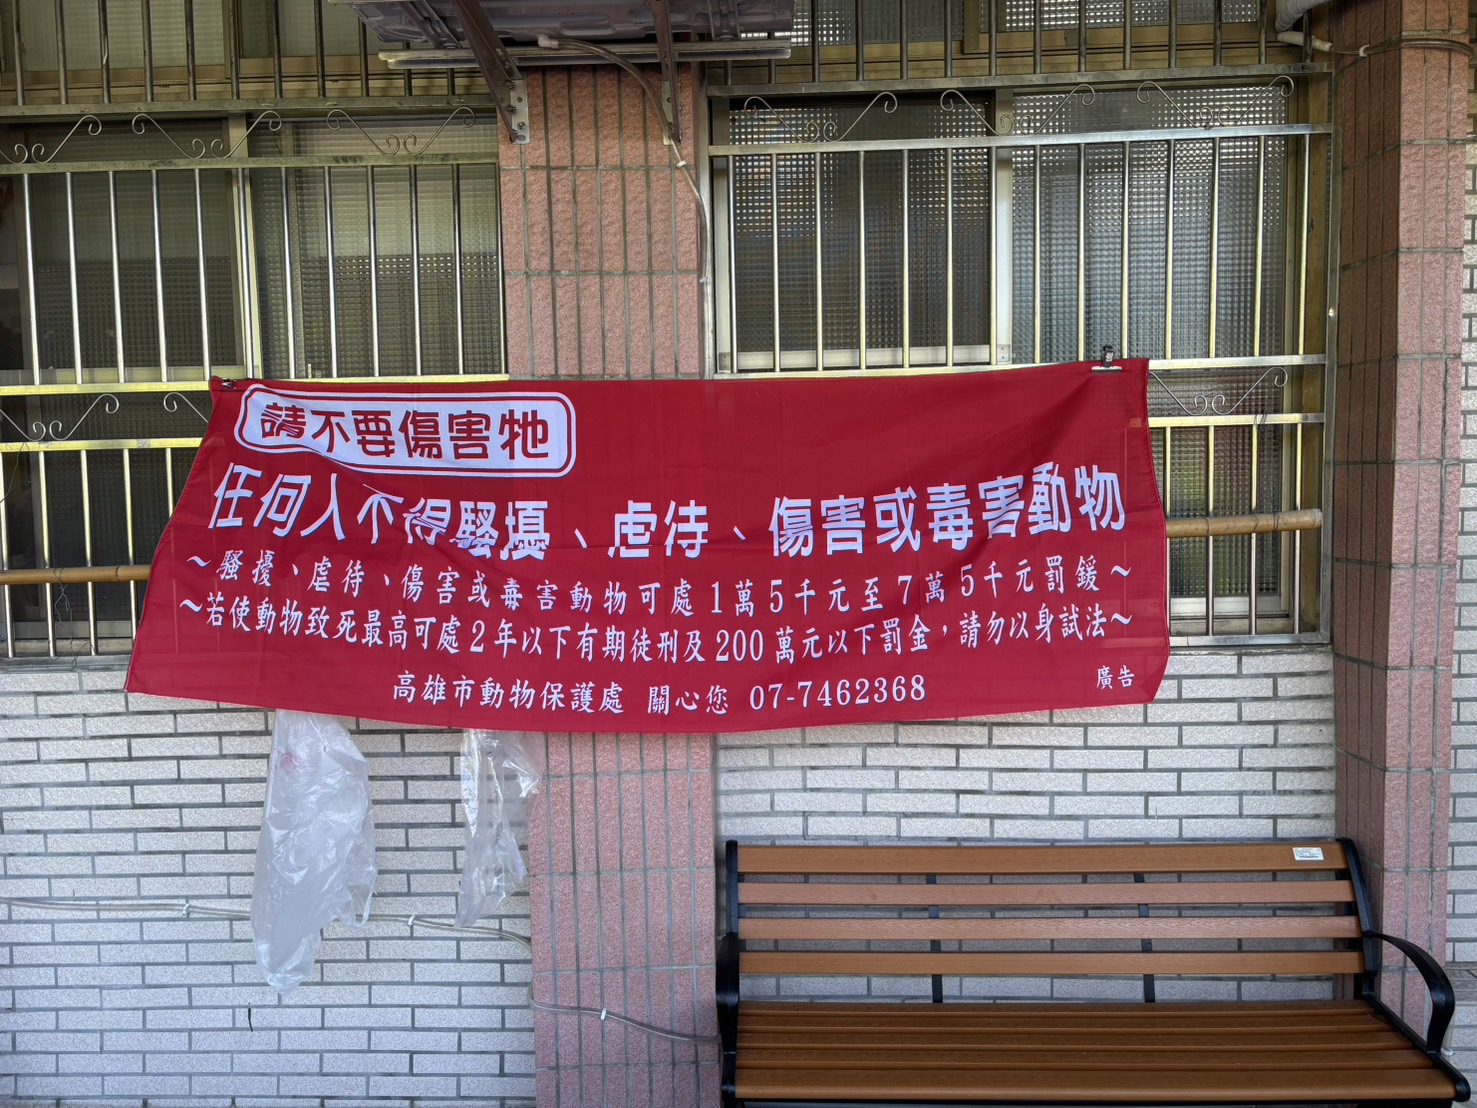 請不要傷害牠
任何人不得騷擾、虐待、傷害或毒害動物
～騷擾、虐待、傷害或毒害動物可處1萬5千元至7萬5千元罰鍰～
～若使動物致死最高可處2年以下有期徒刑及200萬元以下罰金，請勿以身試法～
高雄市動物保護處 關心您 07-7462368
廣告